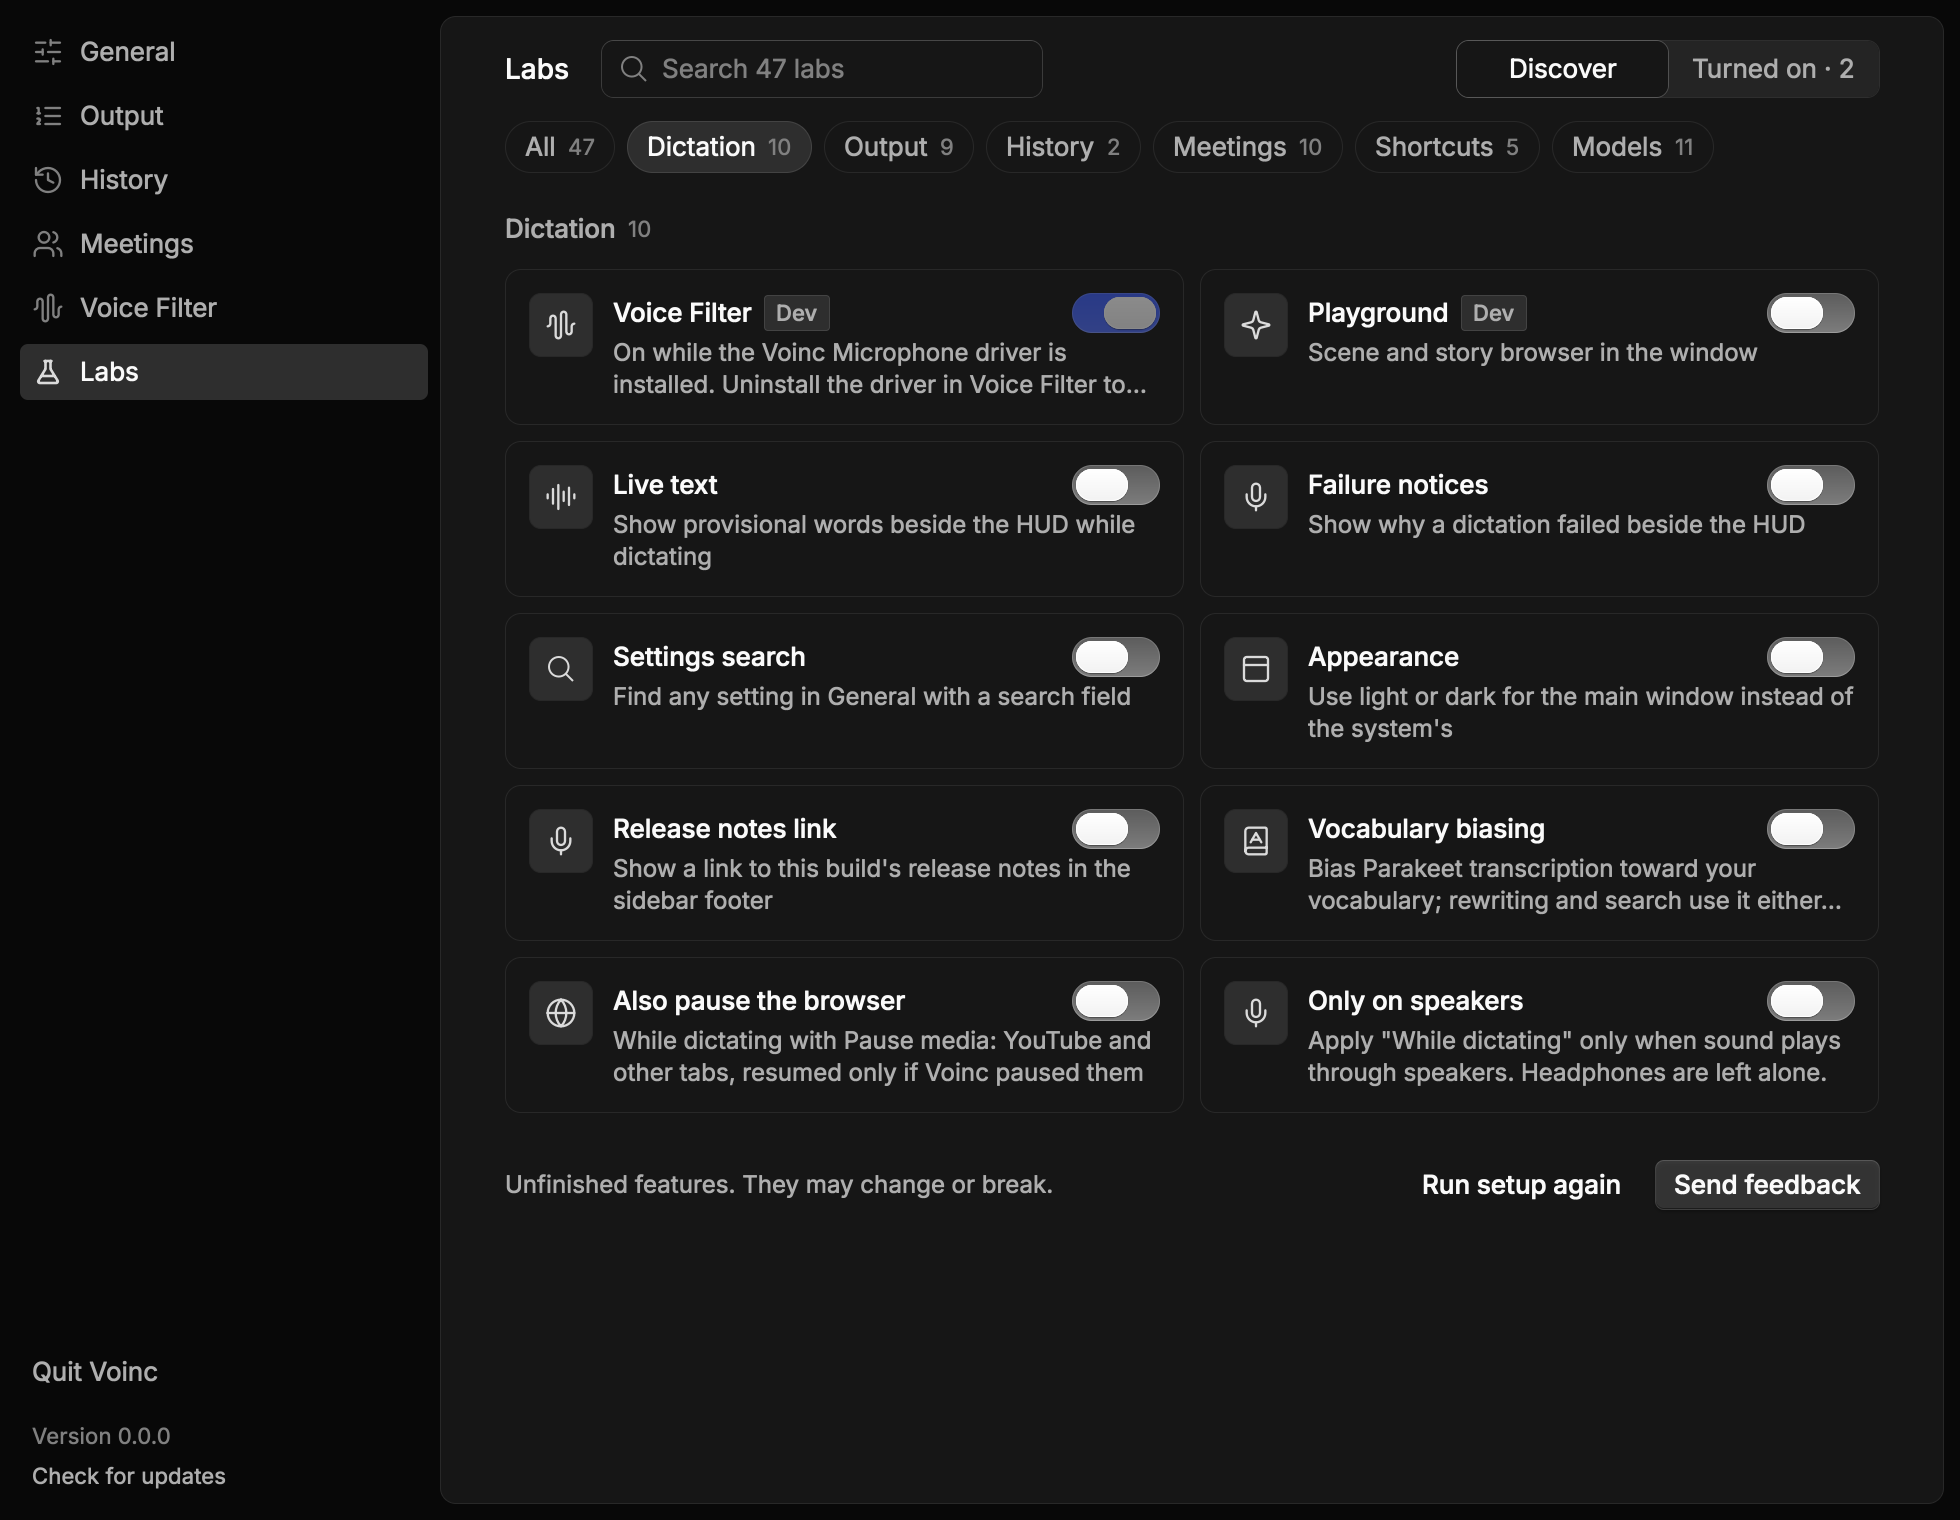 General
Output
History
Meetings
Voice Filter
Labs
Quit Voinc
Version 0.0.0
Check for updates
Labs
Search 47 labs
Discover
Turned on · 2
All 47
Dictation 10
Output 9
History 2
Meetings 10
Shortcuts 5
Models 11
Dictation 10
Voice Filter Dev
On while the Voinc Microphone driver is
installed. Uninstall the driver in Voice Filter to...
Playground Dev
Scene and story browser in the window
Live text
Show provisional words beside the HUD while
dictating
Failure notices
Show why a dictation failed beside the HUD
Settings search
Find any setting in General with a search field
Appearance
Use light or dark for the main window instead of
the system's
Release notes link
Show a link to this build's release notes in the
sidebar footer
Vocabulary biasing
Bias Parakeet transcription toward your
vocabulary; rewriting and search use it either...
Also pause the browser
While dictating with Pause media: YouTube and
other tabs, resumed only if Voinc paused them
Only on speakers
Apply "While dictating" only when sound plays
through speakers. Headphones are left alone.
Unfinished features. They may change or break.
Run setup again
Send feedback